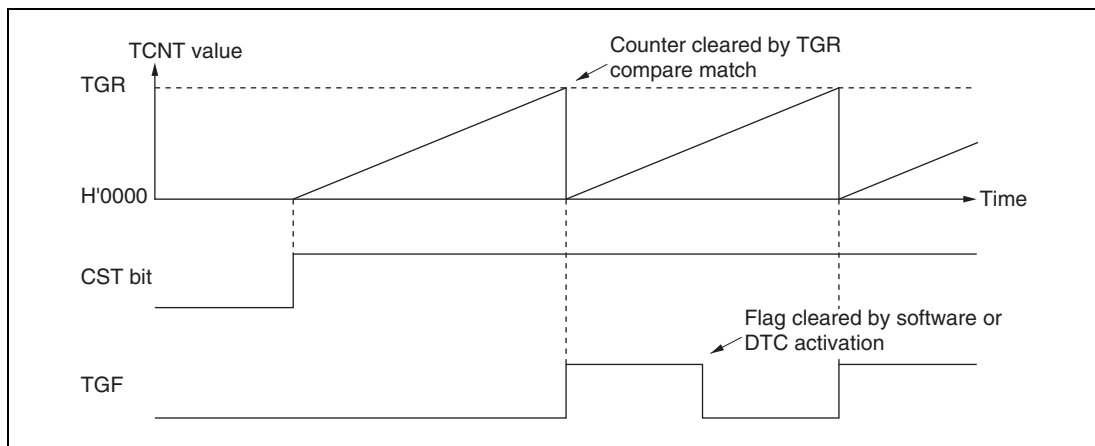 TCNT value
Counter cleared by TGR
compare match
TGR
H'0000
Time
CST bit
Flag cleared by software or
DTC activation
TGF